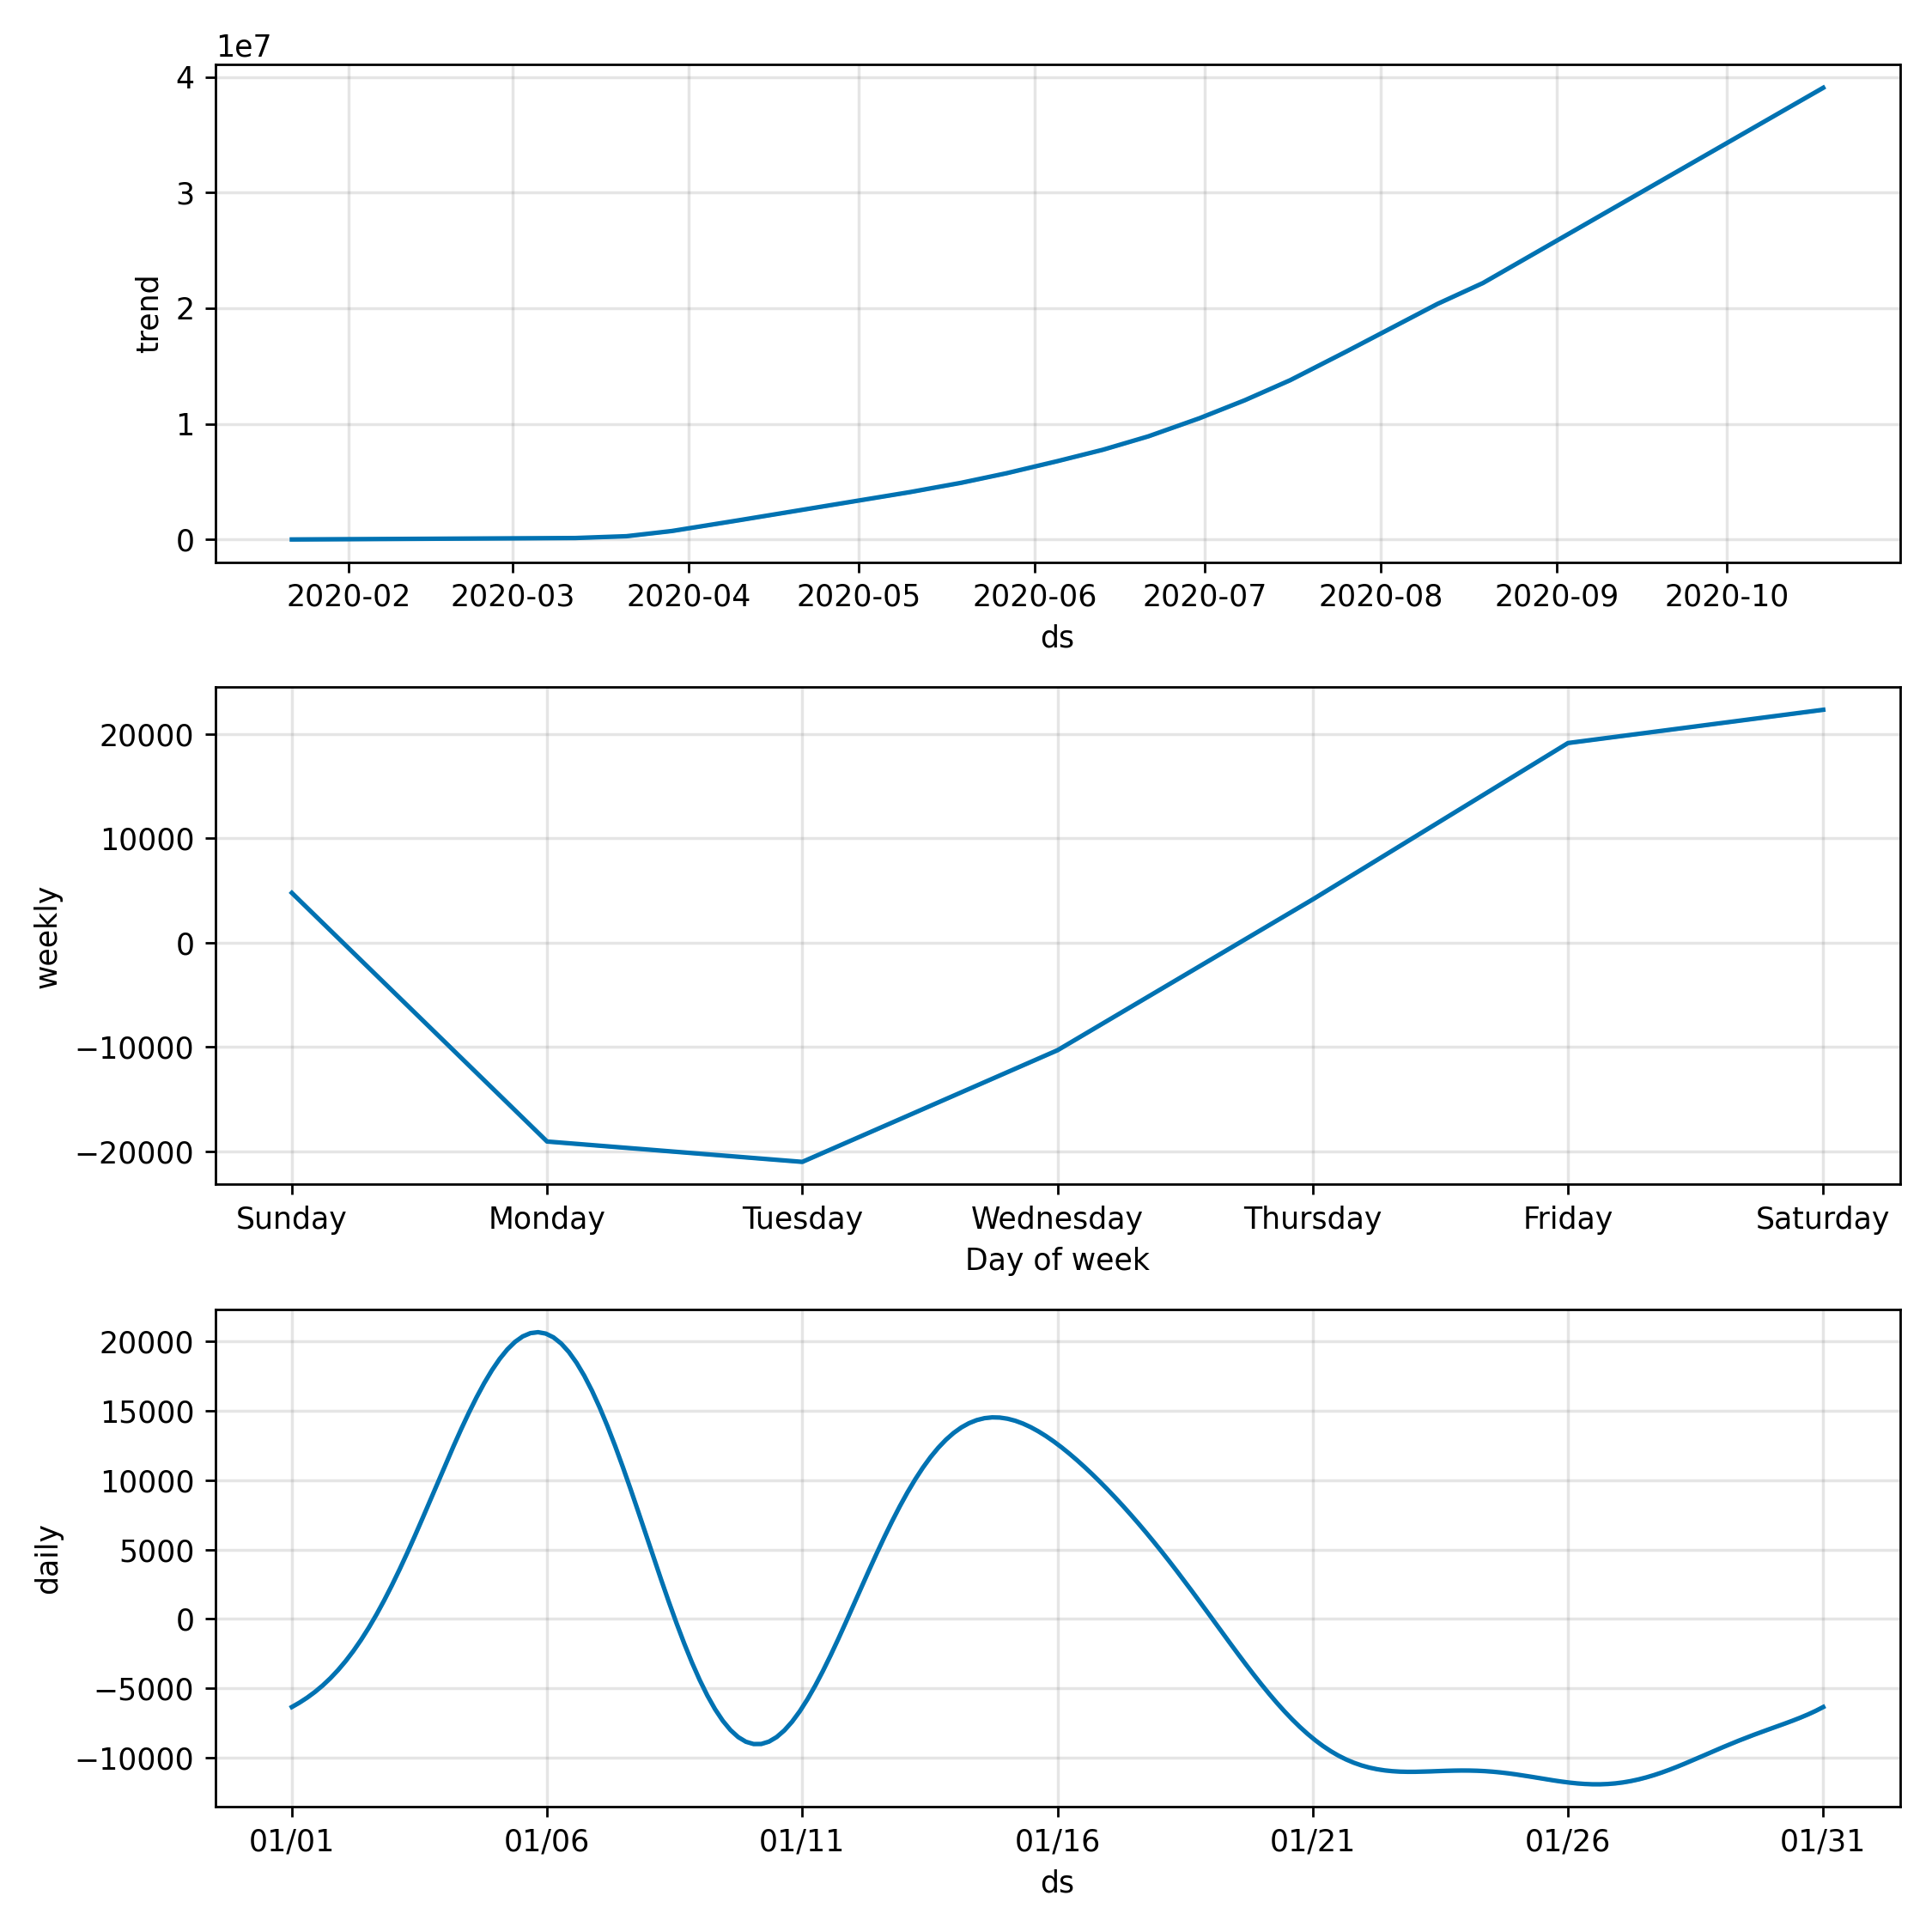 1e7
4
3
2
1
0
trend
2020-02 2020-03 2020-04 2020-05 2020-06 2020-07 2020-08 2020-09 2020-10
ds
20000
10000
0
−10000
−20000
weekly
Sunday Monday Tuesday Wednesday Thursday Friday Saturday
Day of week
20000
15000
10000
5000
0
−5000
−10000
daily
01/01 01/06 01/11 01/16 01/21 01/26 01/31
ds